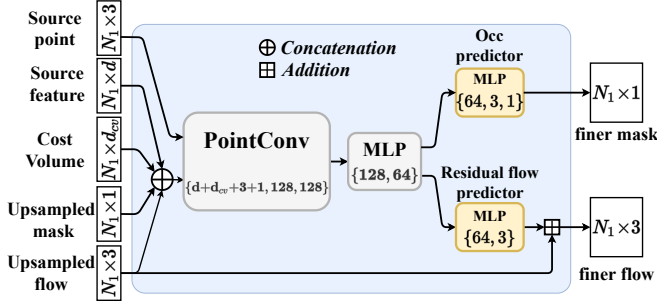 Source
point
N₁×3
Source
feature
N₁×d
Cost
Volume
N₁×d_cv
Upsampled
mask
N₁×1
Upsampled
flow
N₁×3
Concatenation
Addition
PointConv
{d+d_cv+3+1, 128, 128}
MLP
{128, 64}
Occ
predictor
MLP
{64, 3, 1}
Residual flow
predictor
MLP
{64, 3}
N₁×1
finer mask
N₁×3
finer flow